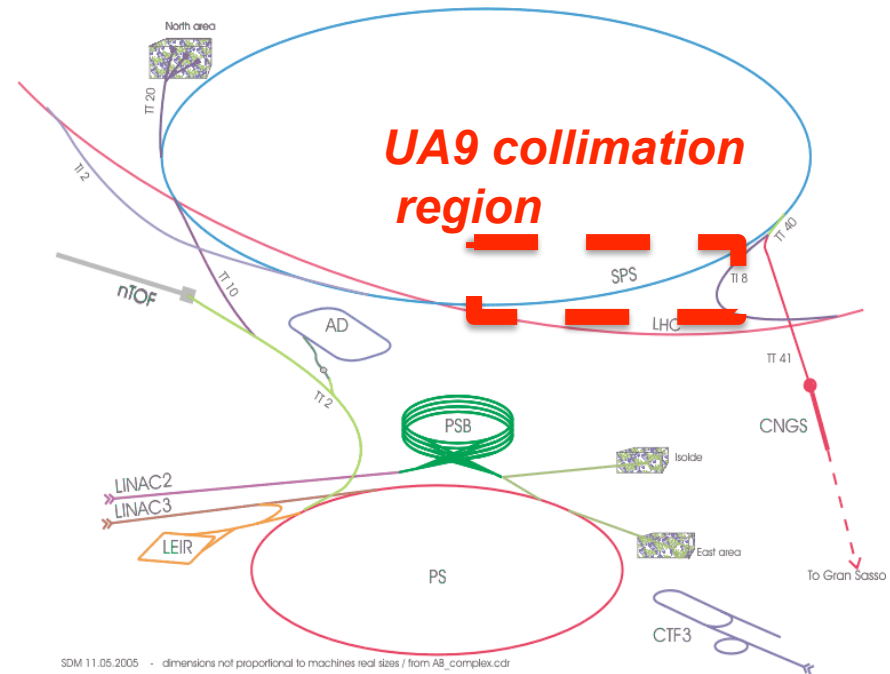 North area
TT 20
UA9 collimation
region
TI 2
TT 40
SPS
TI 8
nTOF
TT 10
AD
LHC
TT 41
TT 2
PSB
CNGS
Isolde
LINAC2
LINAC3
LEIR
East area
PS
To Gran Sasso
CTF3
SDM 11.05.2005 - dimensions not proportional to machines real sizes / from AB_complex.cdr